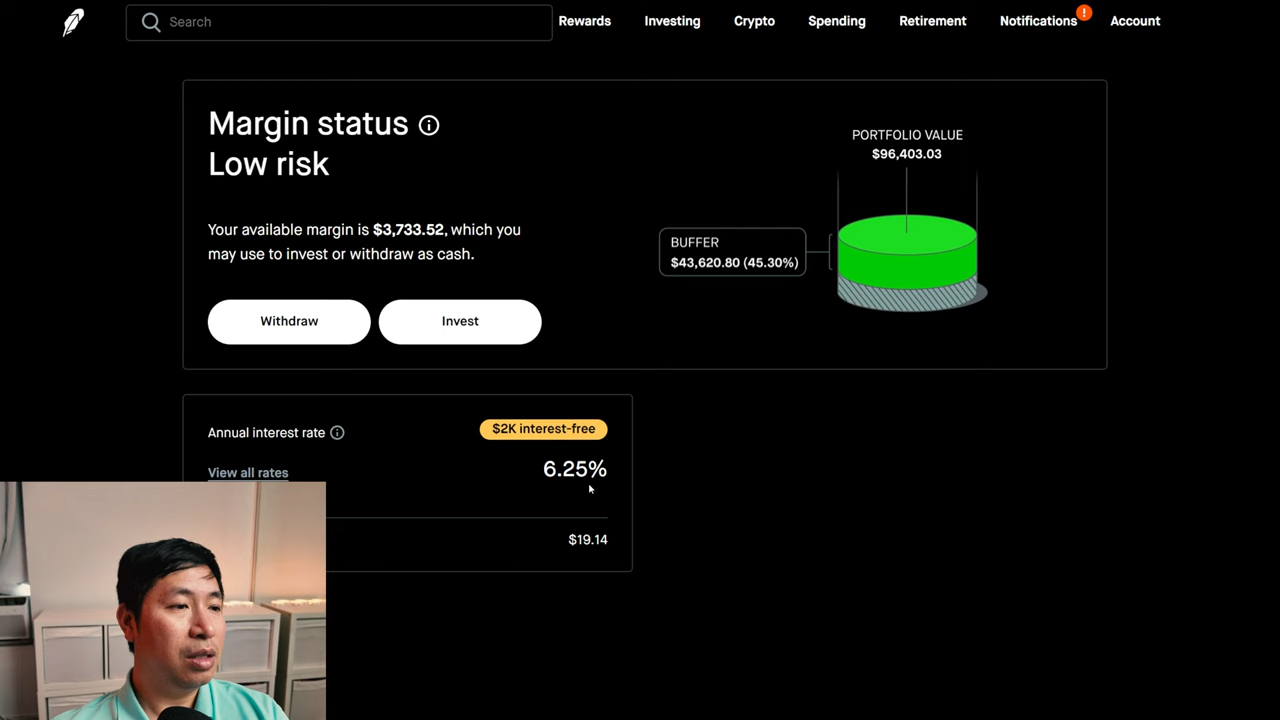 Search
Rewards
Investing
Crypto
Spending
Retirement
Notifications
!
Account
Margin status
Low risk
Your available margin is $3,733.52, which you
may use to invest or withdraw as cash.
Withdraw
Invest
PORTFOLIO VALUE
$96,403.03
BUFFER
$43,620.80 (45.30%)
Annual interest rate
$2K interest-free
View all rates
6.25%
$19.14